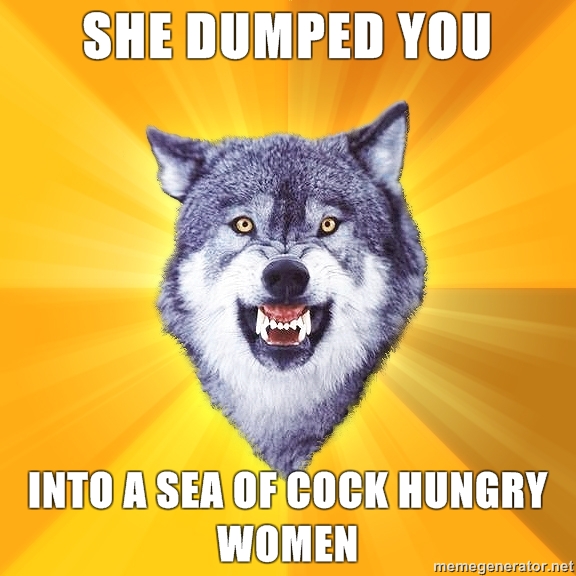 SHE DUMPED YOU
INTO A SEA OF COCK HUNGRY
WOMEN
memegenerator.net